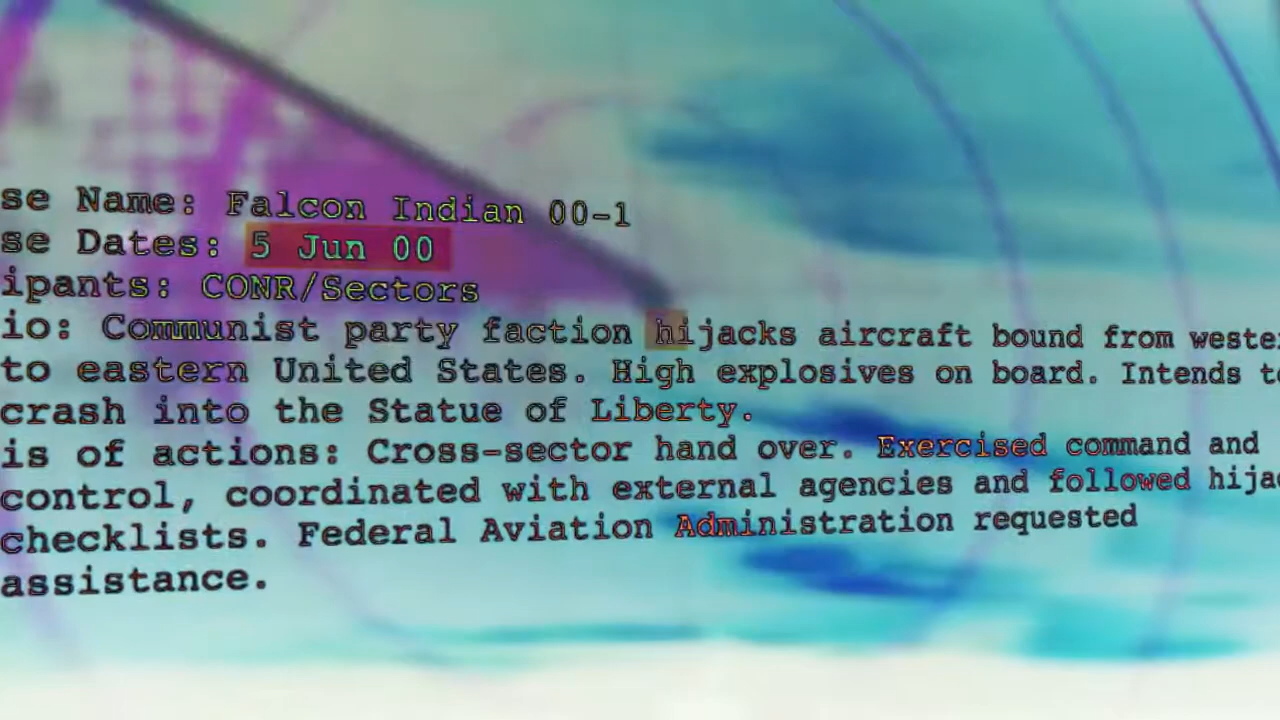 se Name: Falcon Indian 00-1
se Dates: 5 Jun 00
ipants: CONR/Sectors
io: Communist party faction hijacks aircraft bound from weste
to eastern United States. High explosives on board. Intends to
crash into the Statue of Liberty.
is of actions: Cross-sector hand over. Exercised command and
control, coordinated with external agencies and followed hija
checklists. Federal Aviation Administration requested
assistance.